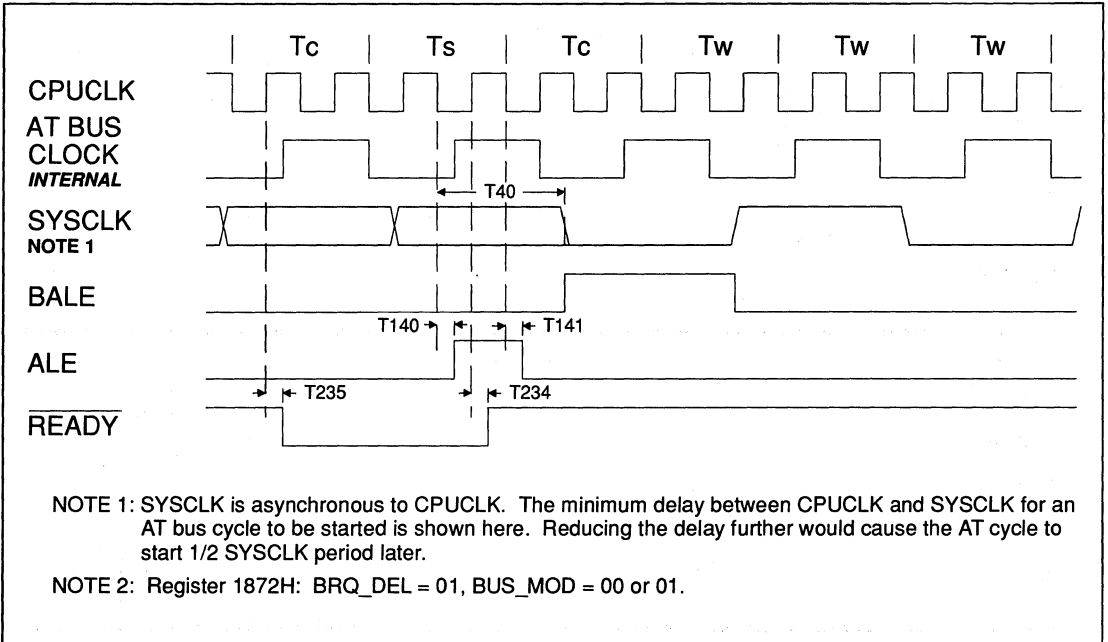 Tc Ts Tc Tw Tw Tw
CPUCLK
AT BUS
CLOCK
INTERNAL
T40
SYSCLK
NOTE 1
BALE
T140 T141
ALE
T235 T234
READY
NOTE 1: SYSCLK is asynchronous to CPUCLK. The minimum delay between CPUCLK and SYSCLK for an
AT bus cycle to be started is shown here. Reducing the delay further would cause the AT cycle to
start 1/2 SYSCLK period later.
NOTE 2: Register 1872H: BRQ_DEL = 01, BUS_MOD = 00 or 01.